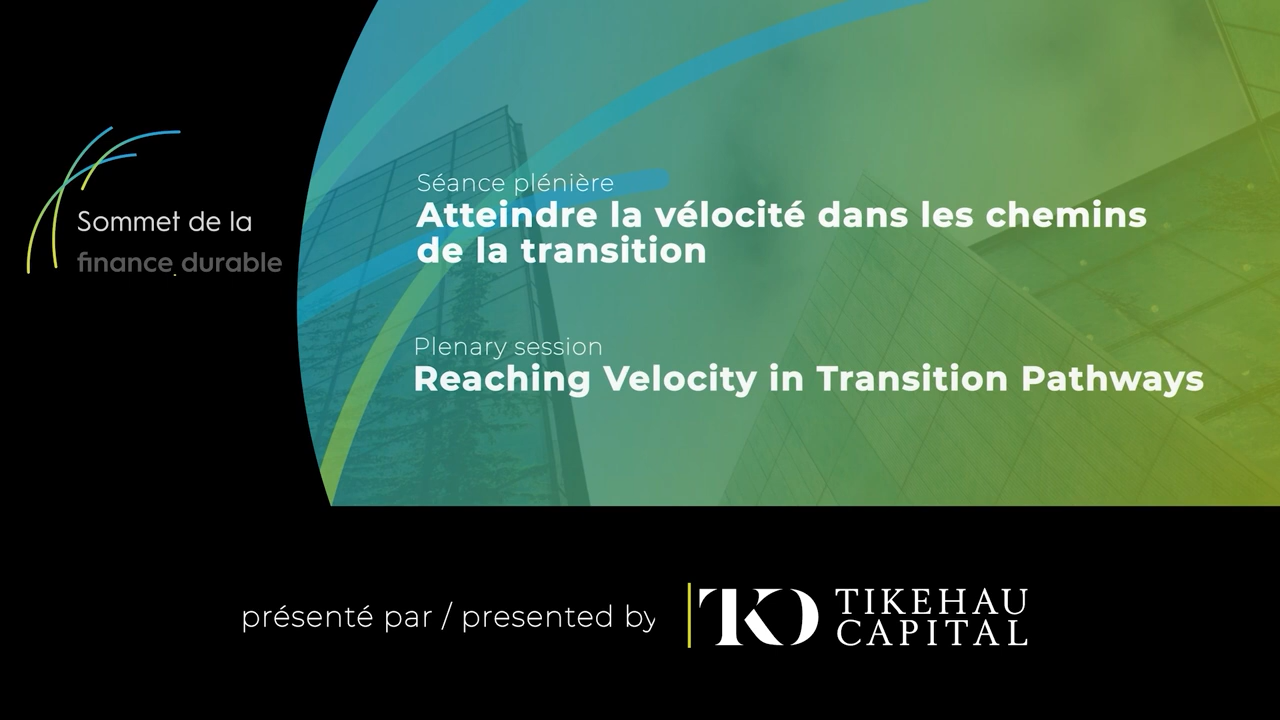 Sommet de la
finance durable
Séance plénière
Atteindre la vélocité dans les chemins
de la transition
Plenary session
Reaching Velocity in Transition Pathways
présenté par / presented by
TKO TIKEHAU
CAPITAL